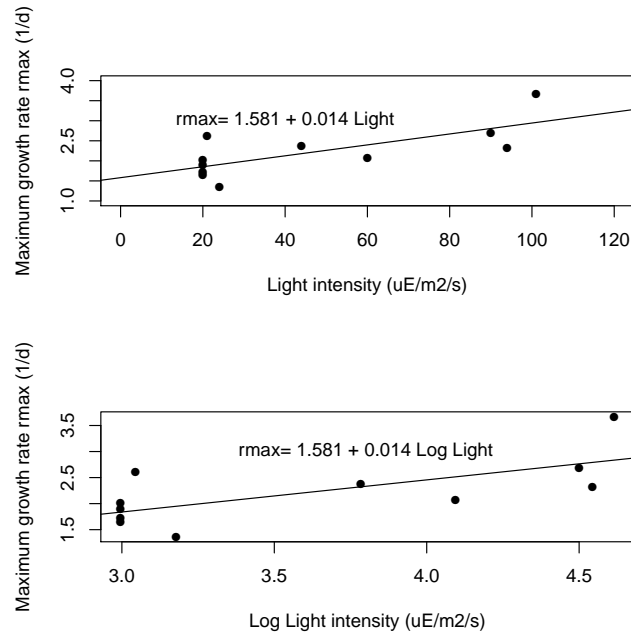 Maximum growth rate rmax (1/d)
4.0
2.5
1.0
rmax= 1.581 + 0.014 Light
0 20 40 60 80 100 120
Light intensity (uE/m2/s)
Maximum growth rate rmax (1/d)
3.5
2.5
1.5
rmax= 1.581 + 0.014 Log Light
3.0 3.5 4.0 4.5
Log Light intensity (uE/m2/s)